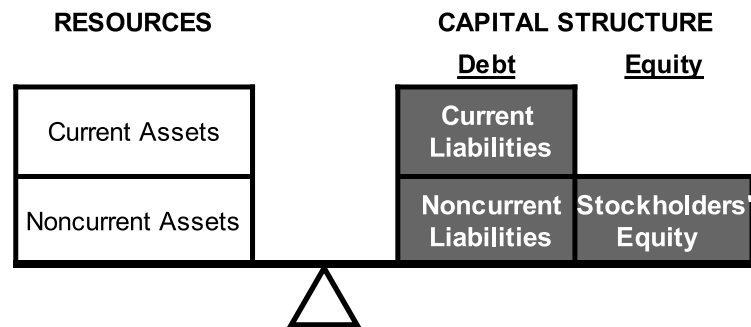 RESOURCES
CAPITAL STRUCTURE
Debt
Equity
Current Assets
Current
Liabilities
Noncurrent Assets
Noncurrent
Liabilities
Stockholders'
Equity